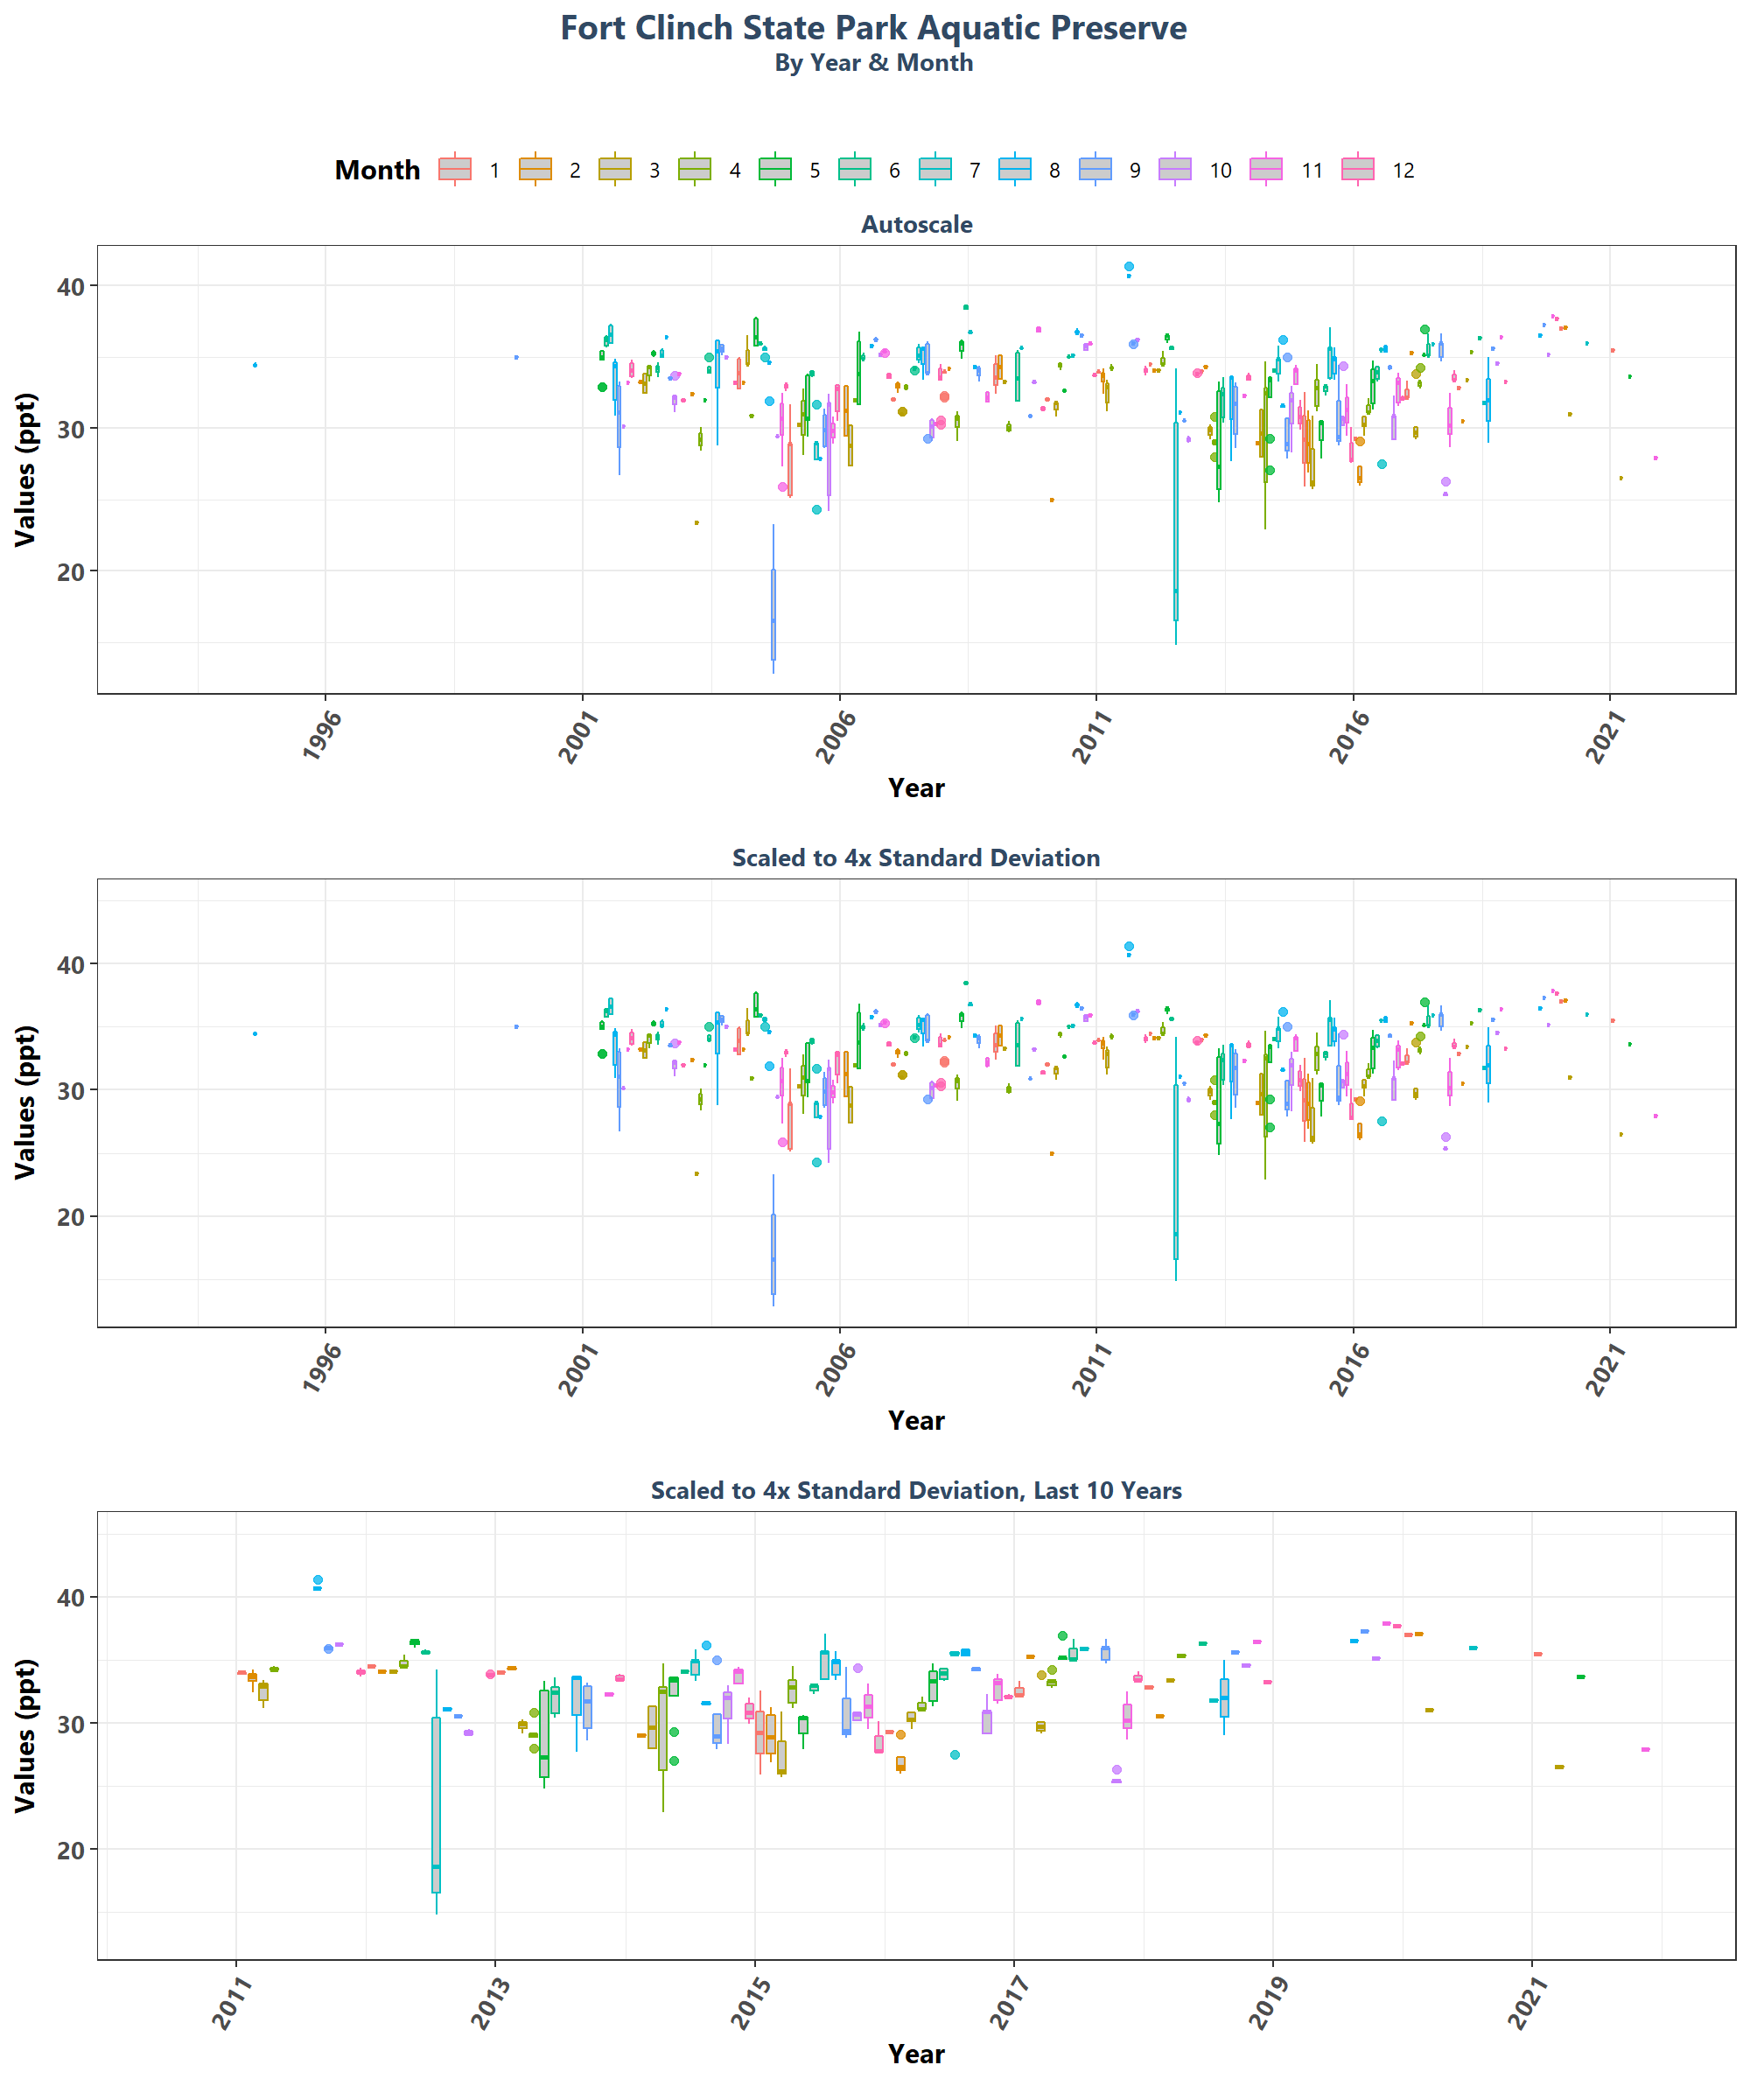 Fort Clinch State Park Aquatic Preserve
By Year & Month
Month 1 2 3 4 5 6 7 8 9 10 11 12
Autoscale
Values (ppt)
40
30
20
1996 2001 2006 2011 2016 2021
Year
Scaled to 4x Standard Deviation
Values (ppt)
40
30
20
1996 2001 2006 2011 2016 2021
Year
Scaled to 4x Standard Deviation, Last 10 Years
Values (ppt)
40
30
20
2011 2013 2015 2017 2019 2021
Year